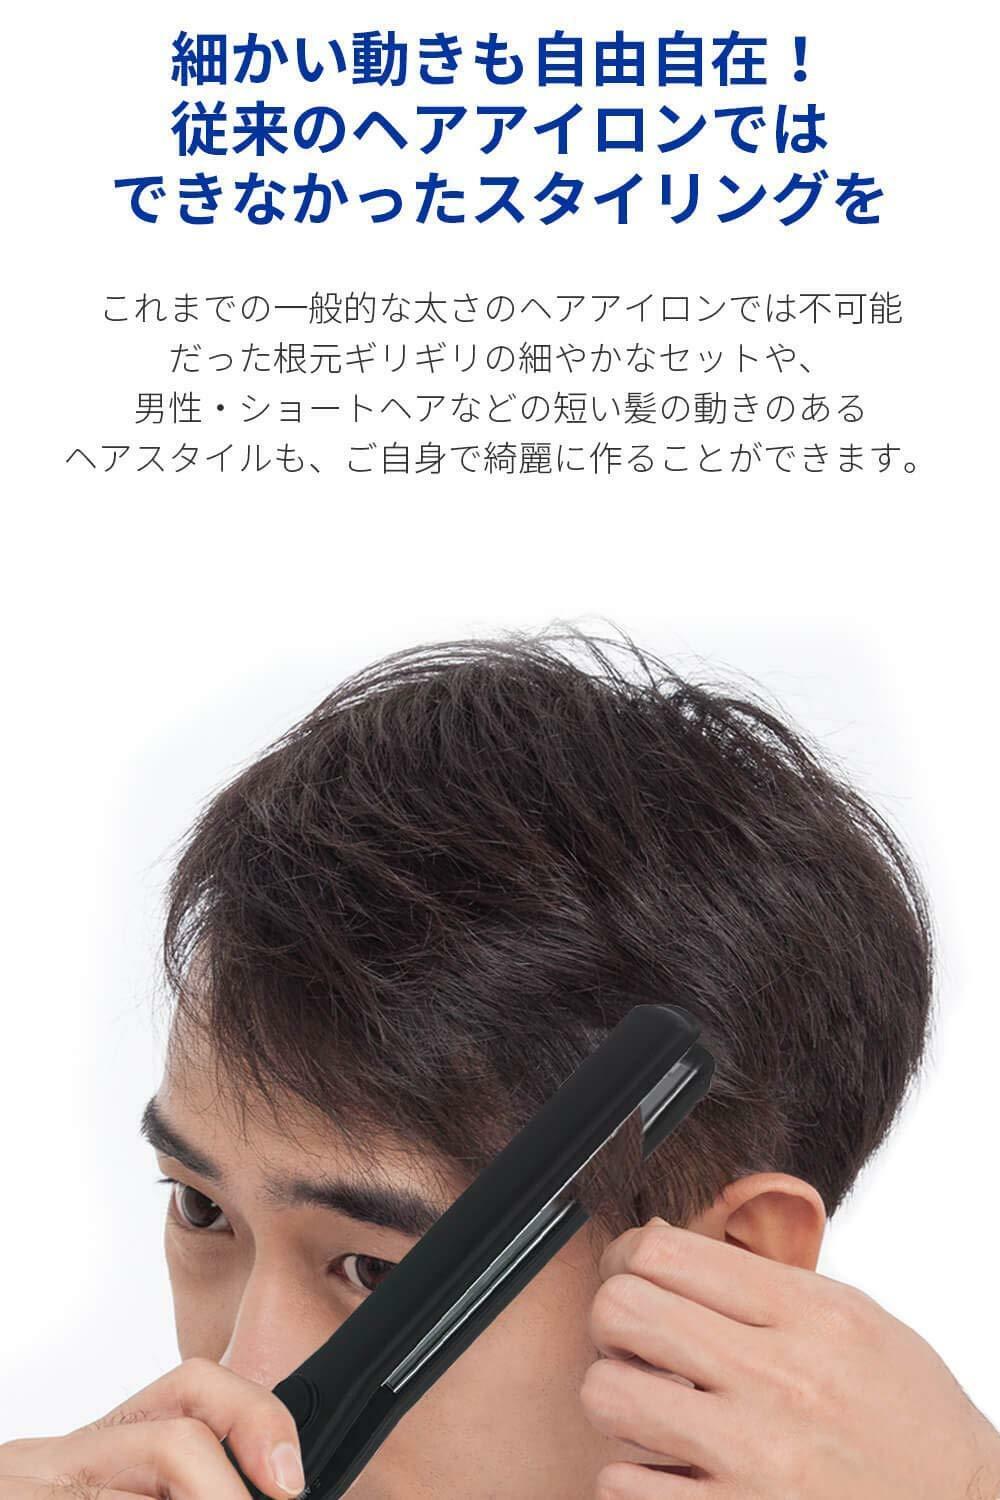 細かい動きも自由自在！
従来のヘアアイロンでは
できなかったスタイリングを
これまでの一般的な太さのヘアアイロンでは不可能
だった根元ギリギリの細やかなセットや、
男性・ショートヘアなどの短い髪の動きのある
ヘアスタイルも、ご自身で綺麗に作ることができます。